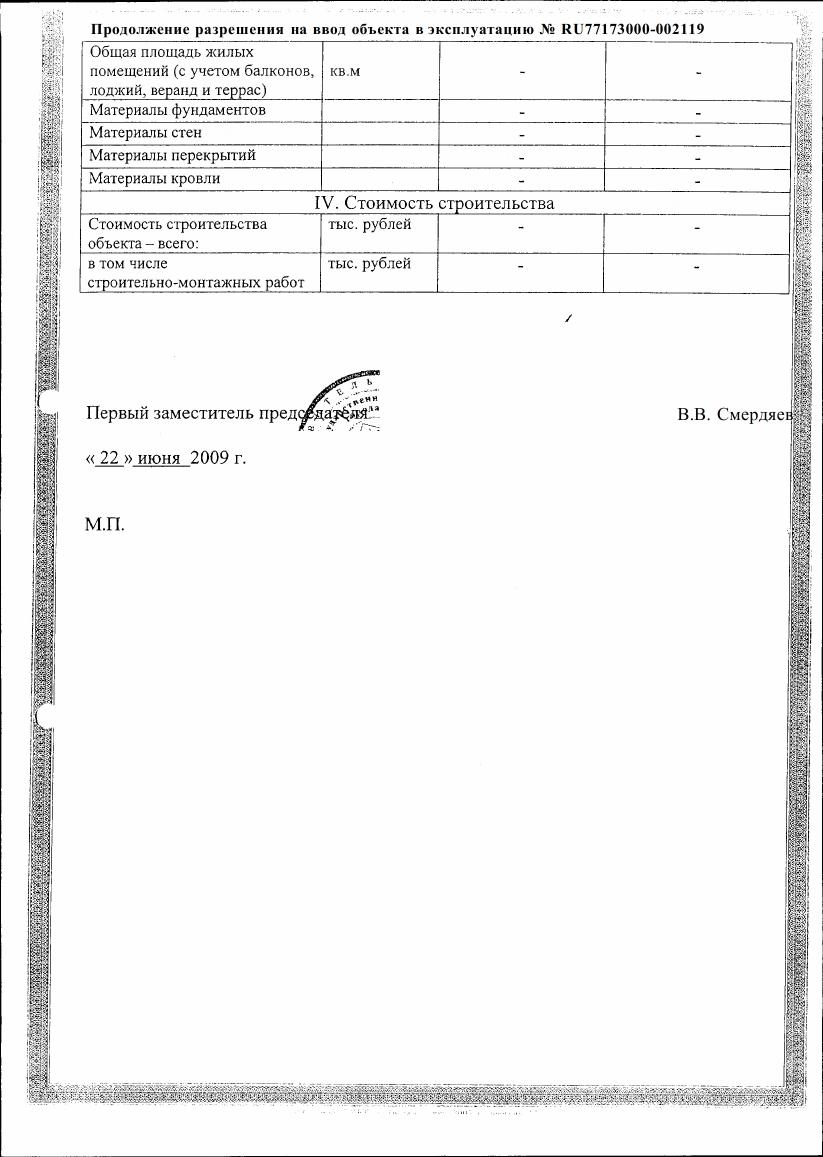 Продолжение разрешения на ввод объекта в эксплуатацию № RU77173000-002119
Общая площадь жилых
помещений (с учетом балконов, кв.м - -
лоджий, веранд и террас)
Материалы фундаментов - -
Материалы стен - -
Материалы перекрытий - -
Материалы кровли - -
IV. Стоимость строительства
Стоимость строительства тыс. рублей - -
объекта – всего:
в том числе тыс. рублей - -
строительно-монтажных работ
Первый заместитель председателя В.В. Смердяев
« 22 » июня 2009 г.
М.П.